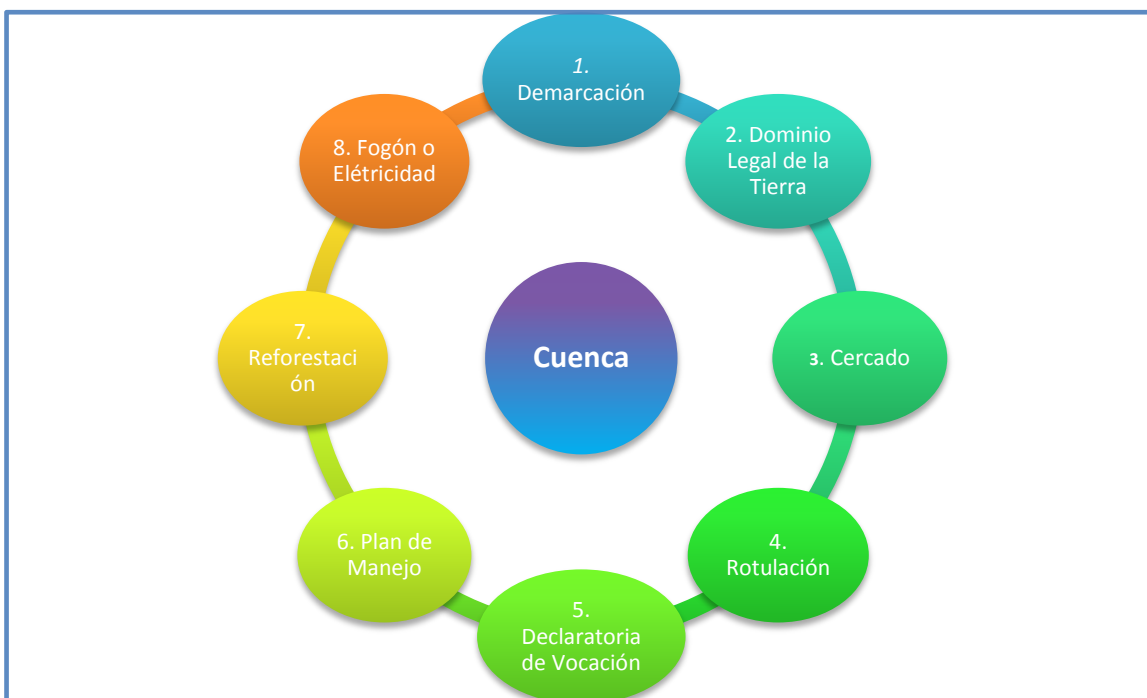 1.
Demarcación
2. Dominio
Legal de la
Tierra
3. Cercado
4.
Rotulación
5.
Declaratoria
de Vocación
6. Plan de
Manejo
7.
Reforestaci
ón
8. Fogón o
Elétricidad
Cuenca